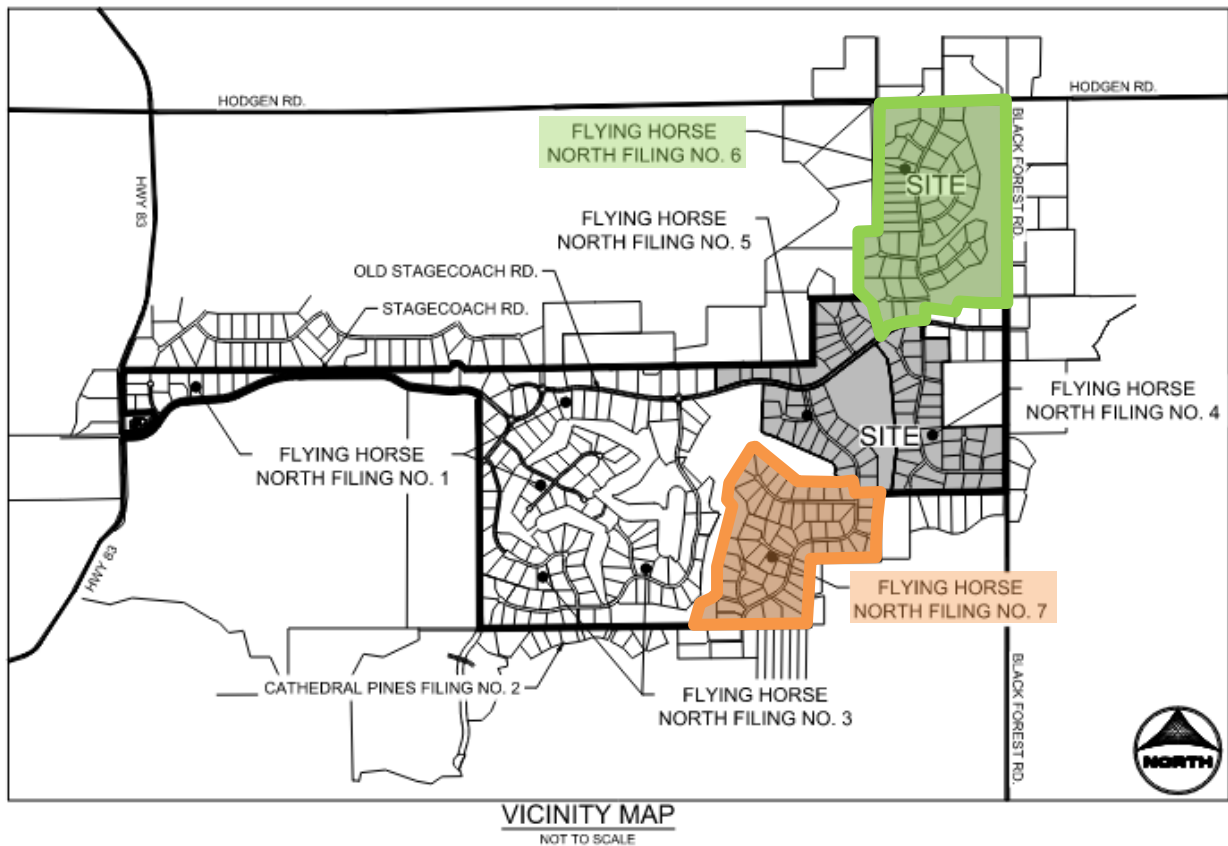 HODGEN RD.
HODGEN RD.
FLYING HORSE
NORTH FILING NO. 6
BLACK FOREST RD.
SITE
HWY 83
FLYING HORSE
NORTH FILING NO. 5
OLD STAGECOACH RD.
STAGECOACH RD.
FLYING HORSE
NORTH FILING NO. 4
SITE
FLYING HORSE
NORTH FILING NO. 1
HWY 83
FLYING HORSE
NORTH FILING NO. 7
CATHEDRAL PINES FILING NO. 2
FLYING HORSE
NORTH FILING NO. 3
BLACK FOREST RD.
NORTH
VICINITY MAP
NOT TO SCALE